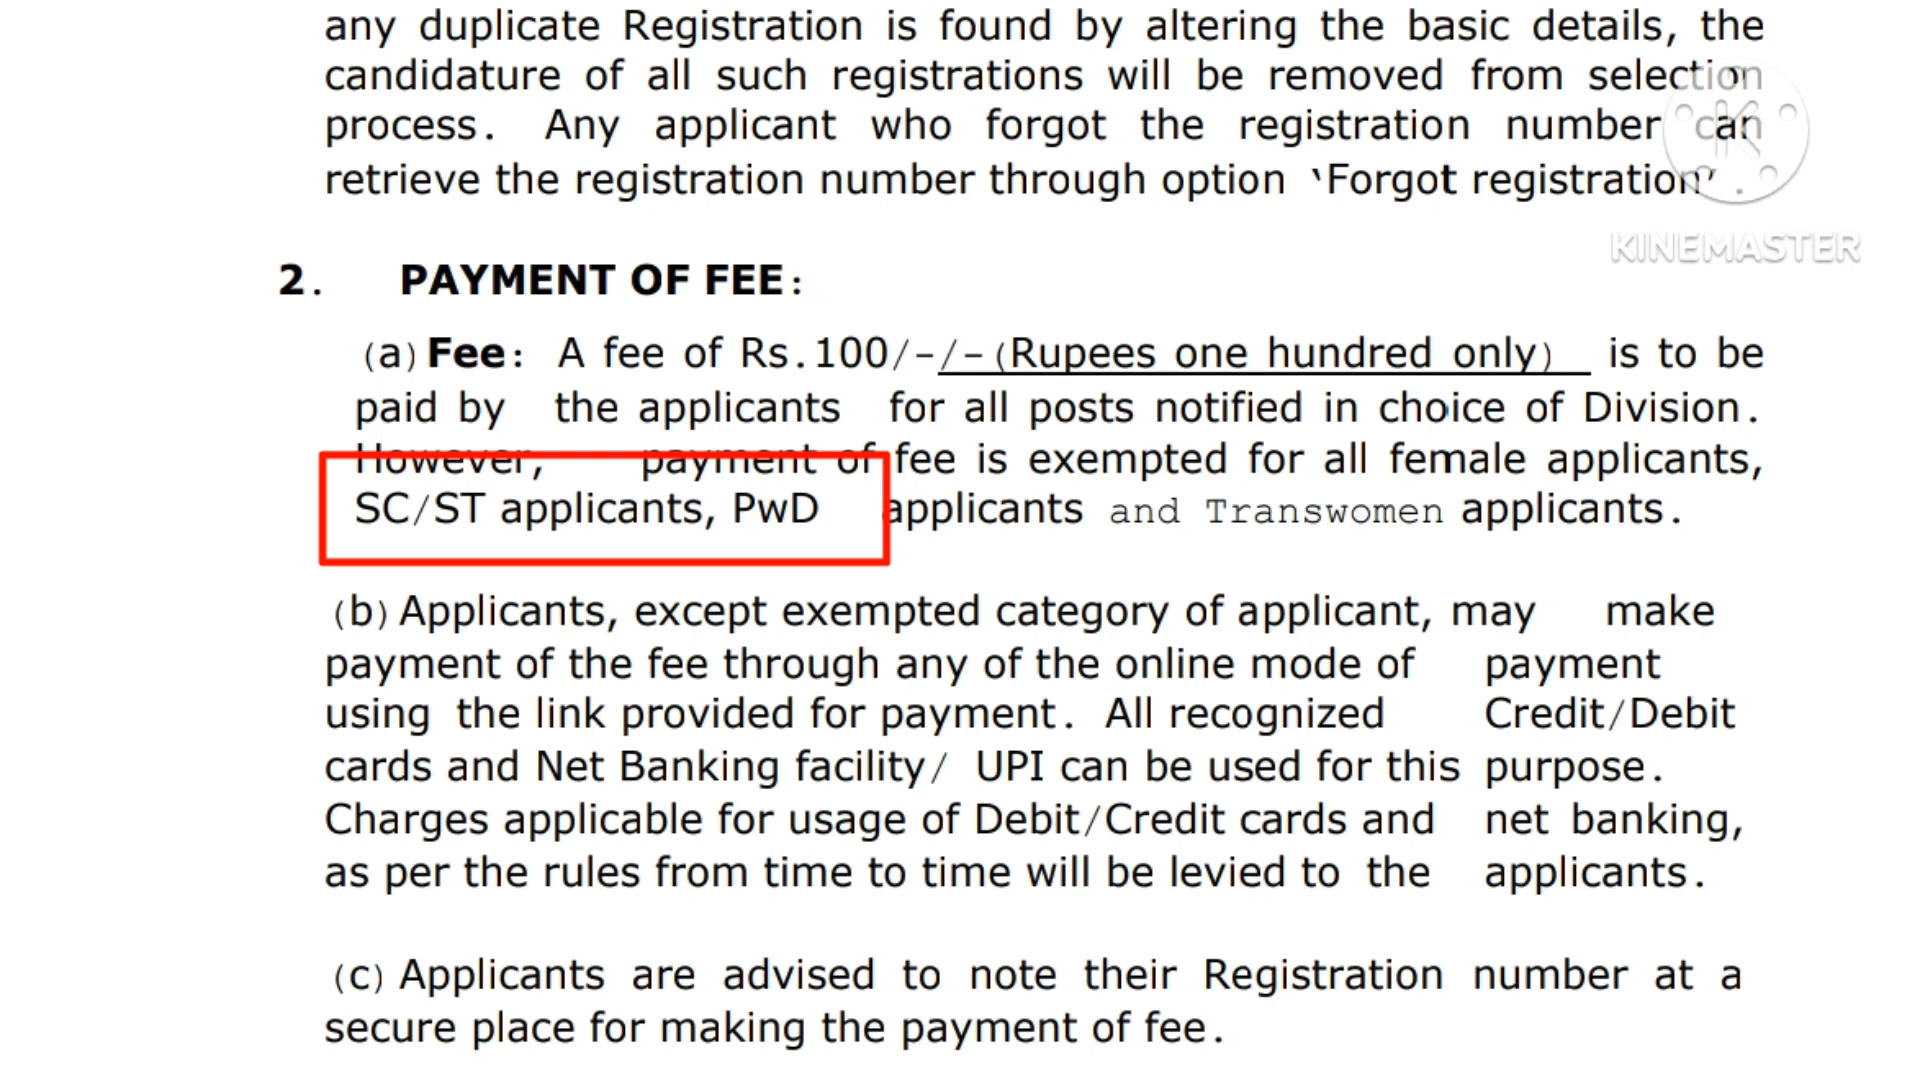 any duplicate Registration is found by altering the basic details, the
candidature of all such registrations will be removed from selection
process. Any applicant who forgot the registration number can
retrieve the registration number through option ‘Forgot registration’.
KINEMASTER
2. PAYMENT OF FEE:
(a) Fee: A fee of Rs.100/-/-(Rupees one hundred only) is to be
paid by the applicants for all posts notified in choice of Division.
However, payment of fee is exempted for all female applicants,
SC/ST applicants, PwD applicants and Transwomen applicants.
(b) Applicants, except exempted category of applicant, may make
payment of the fee through any of the online mode of payment
using the link provided for payment. All recognized Credit/Debit
cards and Net Banking facility/ UPI can be used for this purpose.
Charges applicable for usage of Debit/Credit cards and net banking,
as per the rules from time to time will be levied to the applicants.
(c) Applicants are advised to note their Registration number at a
secure place for making the payment of fee.